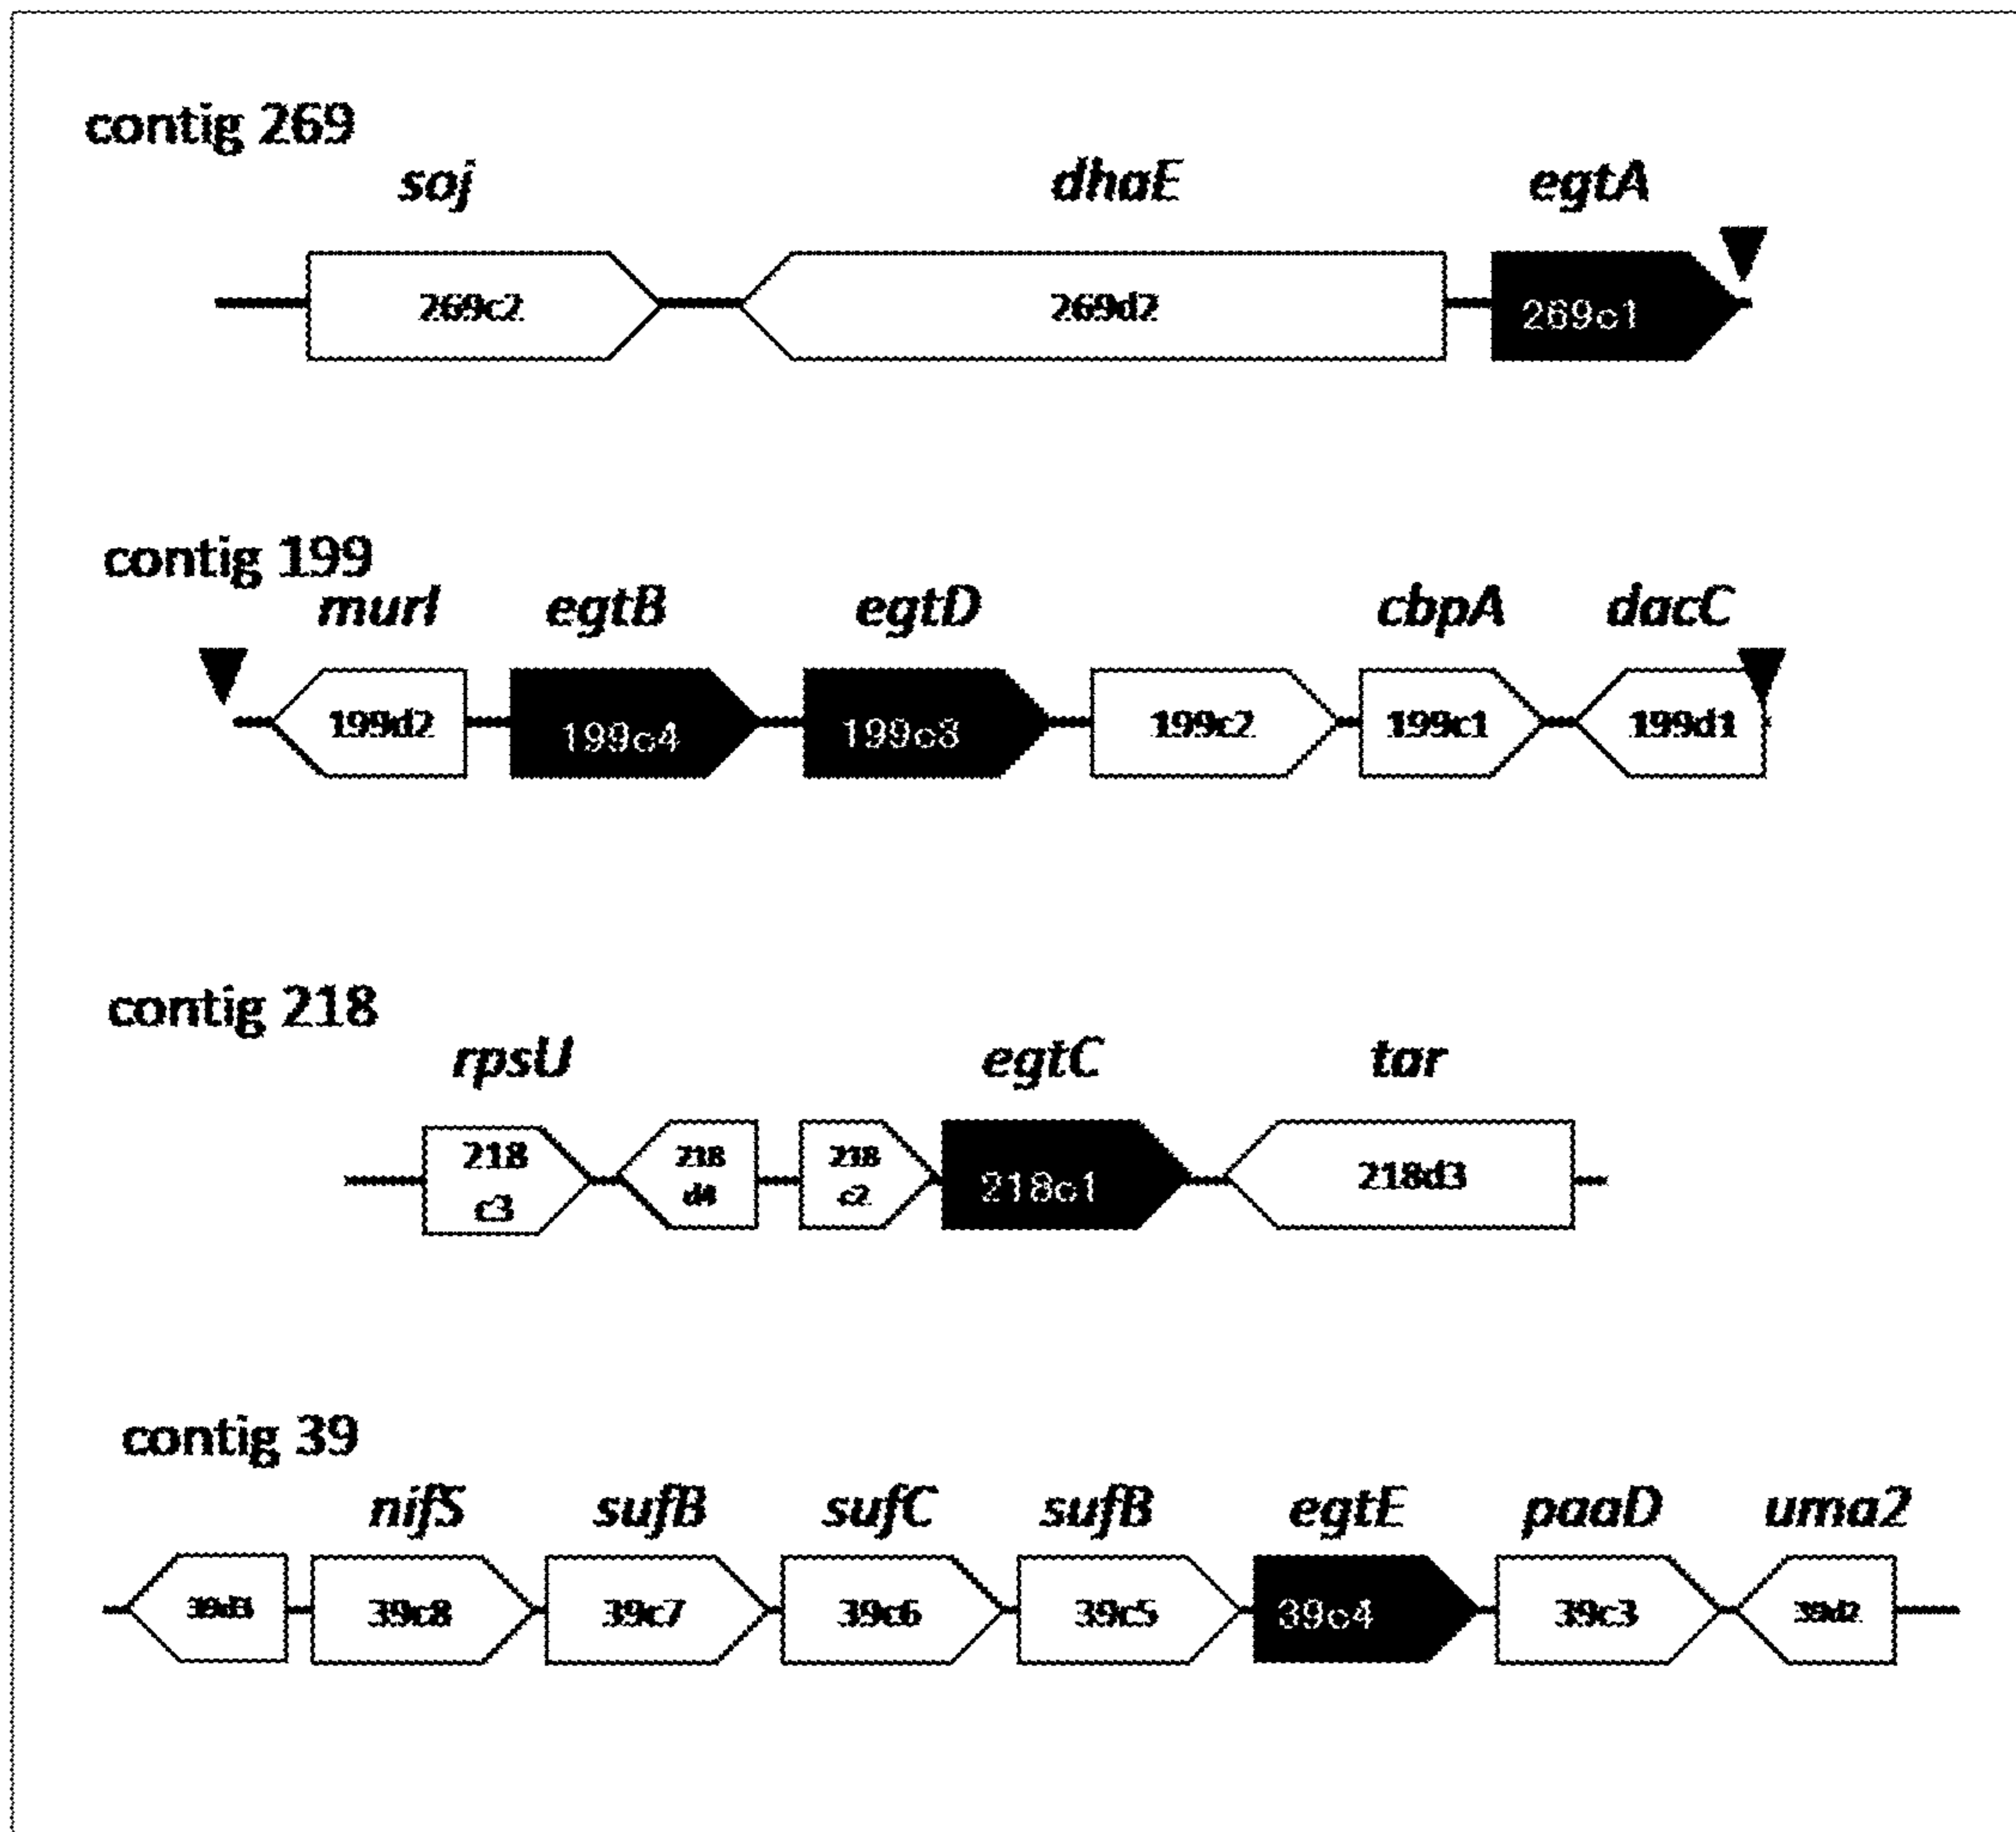 contig 269
soj dhaE egtA
269c2 269d2 269c1
contig 199
murI egtB egtD cbpA dacC
199d2 199c4 199c3 199c2 199c1 199d1
contig 218
rpsU egtC tar
218 c3 218 d4 218 c2 218c1 218d3
contig 39
nifS sufB sufC sufB egtE paaD uma2
39d3 39c8 39c7 39c6 39c5 39c4 39c3 39d2